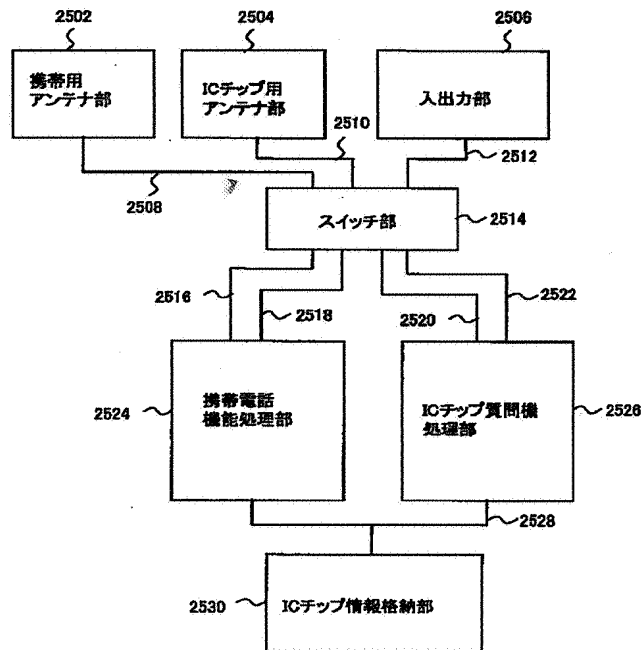 2502
2504
2506
携帯用
アンテナ部
ICチップ用
アンテナ部
入出力部
2510
2512
2508
スイッチ部
2514
2516
2518
2520
2522
2524
携帯電話
機能処理部
ICチップ質問機
処理部
2526
2528
2530
ICチップ情報格納部